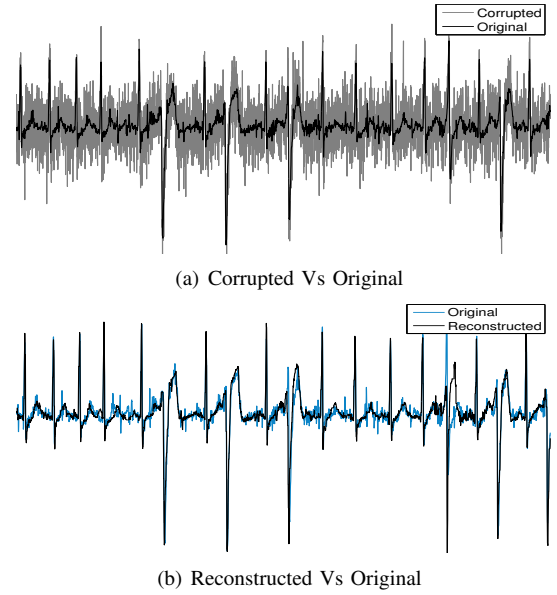 Corrupted
Original
(a) Corrupted Vs Original
Original
Reconstructed
(b) Reconstructed Vs Original